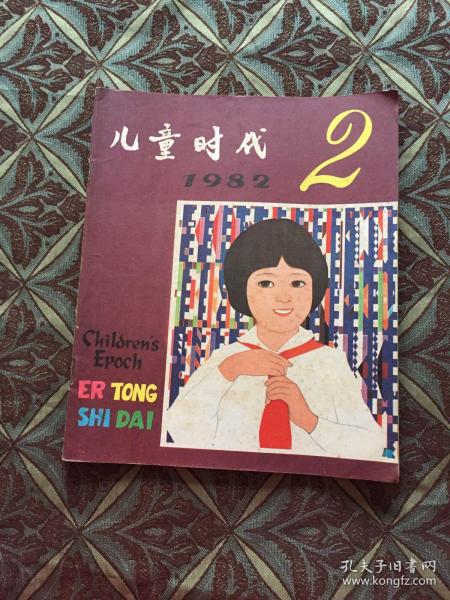 儿童时代
2
1982
Children's
Epoch
ER TONG
SHI DAI
孔夫子旧书网
www.kongfz.com